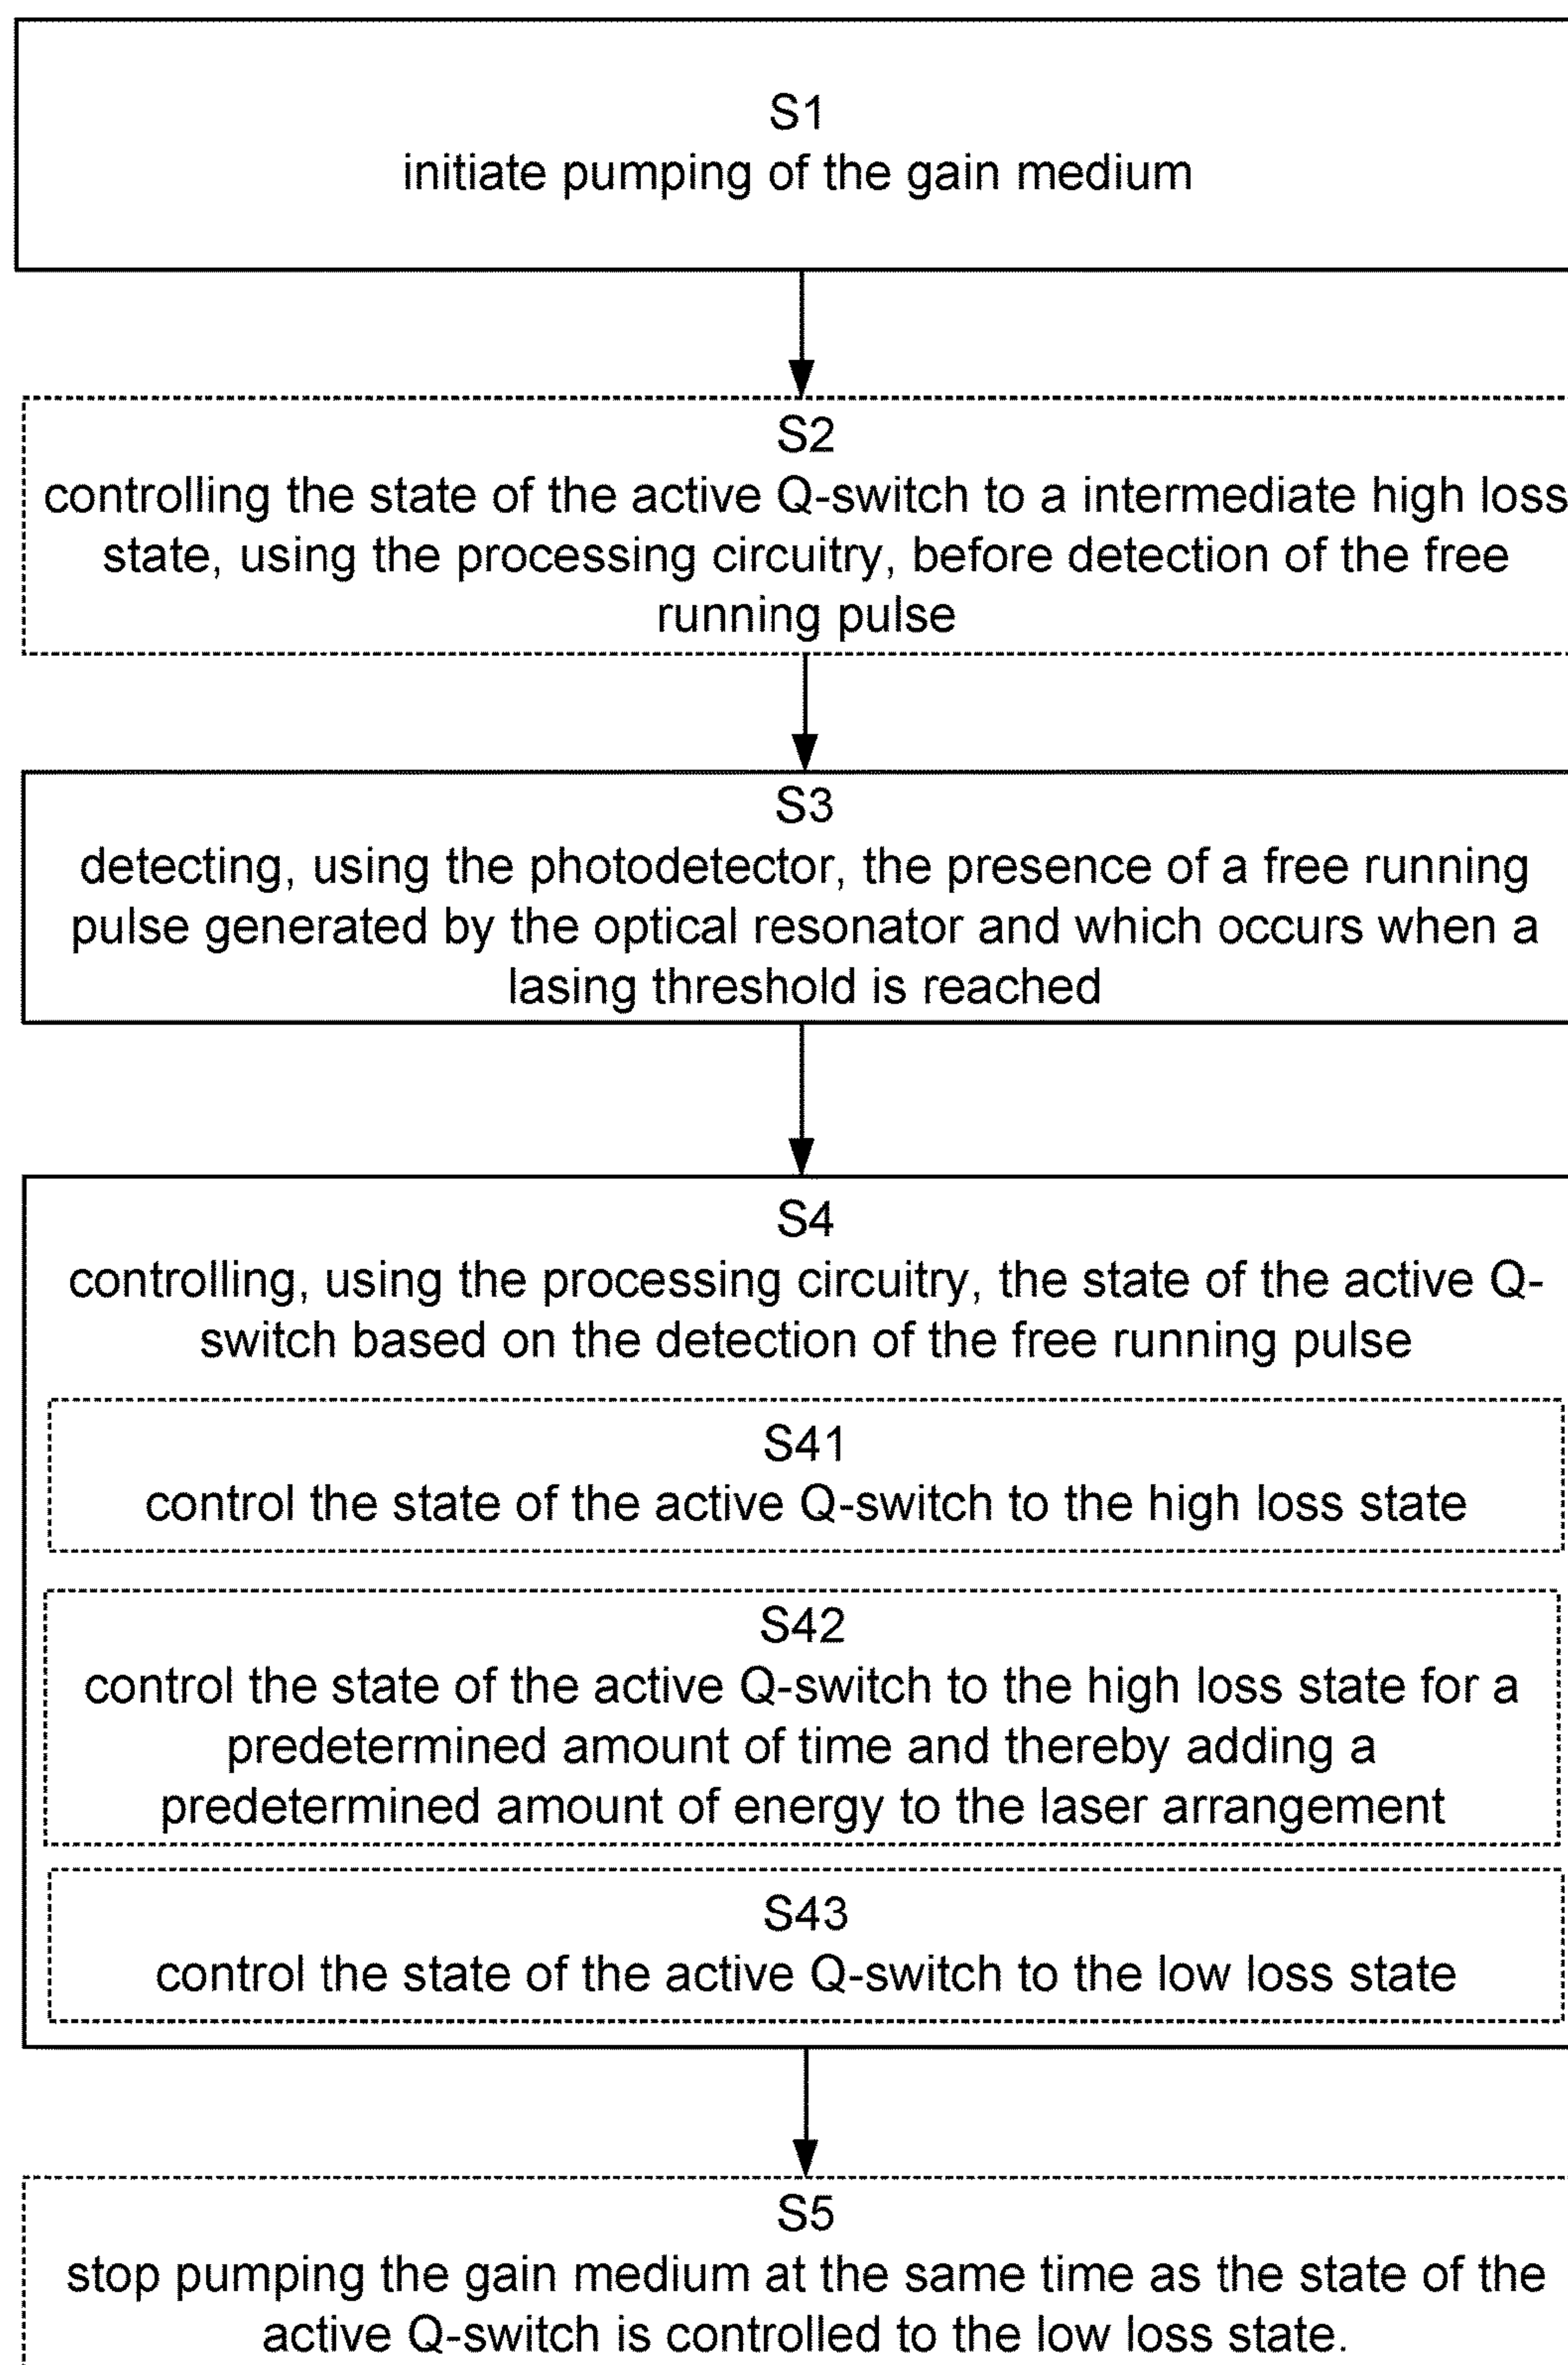 S1
initiate pumping of the gain medium
S2
controlling the state of the active Q-switch to a intermediate high loss
state, using the processing circuitry, before detection of the free
running pulse
S3
detecting, using the photodetector, the presence of a free running
pulse generated by the optical resonator and which occurs when a
lasing threshold is reached
S4
controlling, using the processing circuitry, the state of the active Q-
switch based on the detection of the free running pulse
S41
control the state of the active Q-switch to the high loss state
S42
control the state of the active Q-switch to the high loss state for a
predetermined amount of time and thereby adding a
predetermined amount of energy to the laser arrangement
S43
control the state of the active Q-switch to the low loss state
S5
stop pumping the gain medium at the same time as the state of the
active Q-switch is controlled to the low loss state.